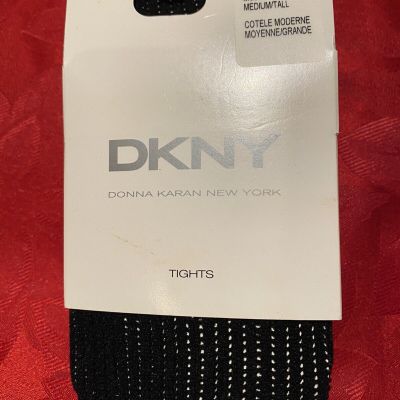 MEDIUM/TALL
COTELE MODERNE
MOYENNE/GRANDE
DKNY
DONNA KARAN NEW YORK
TIGHTS